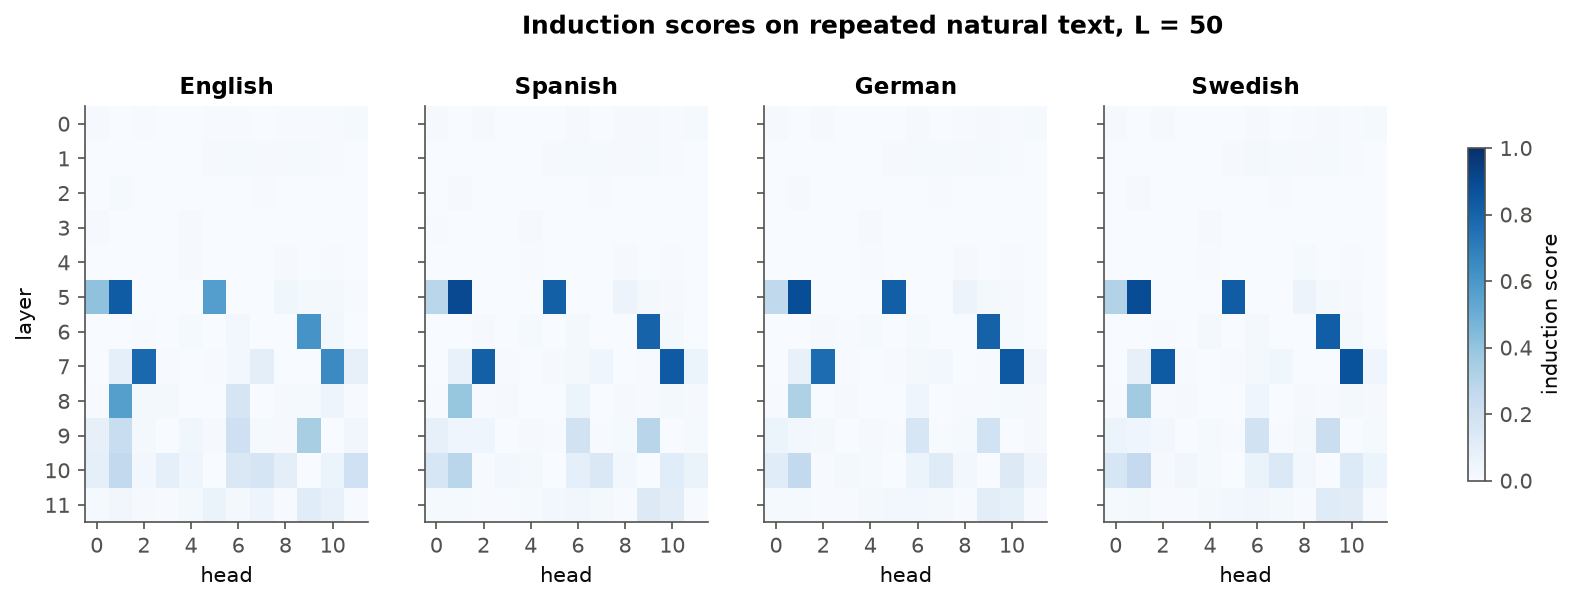 Induction scores on repeated natural text, L = 50
English
Spanish
German
Swedish
layer
0
1
2
3
4
5
6
7
8
9
10
11
0 2 4 6 8 10
head
0 2 4 6 8 10
head
0 2 4 6 8 10
head
0 2 4 6 8 10
head
1.0
0.8
0.6
0.4
0.2
0.0
induction score